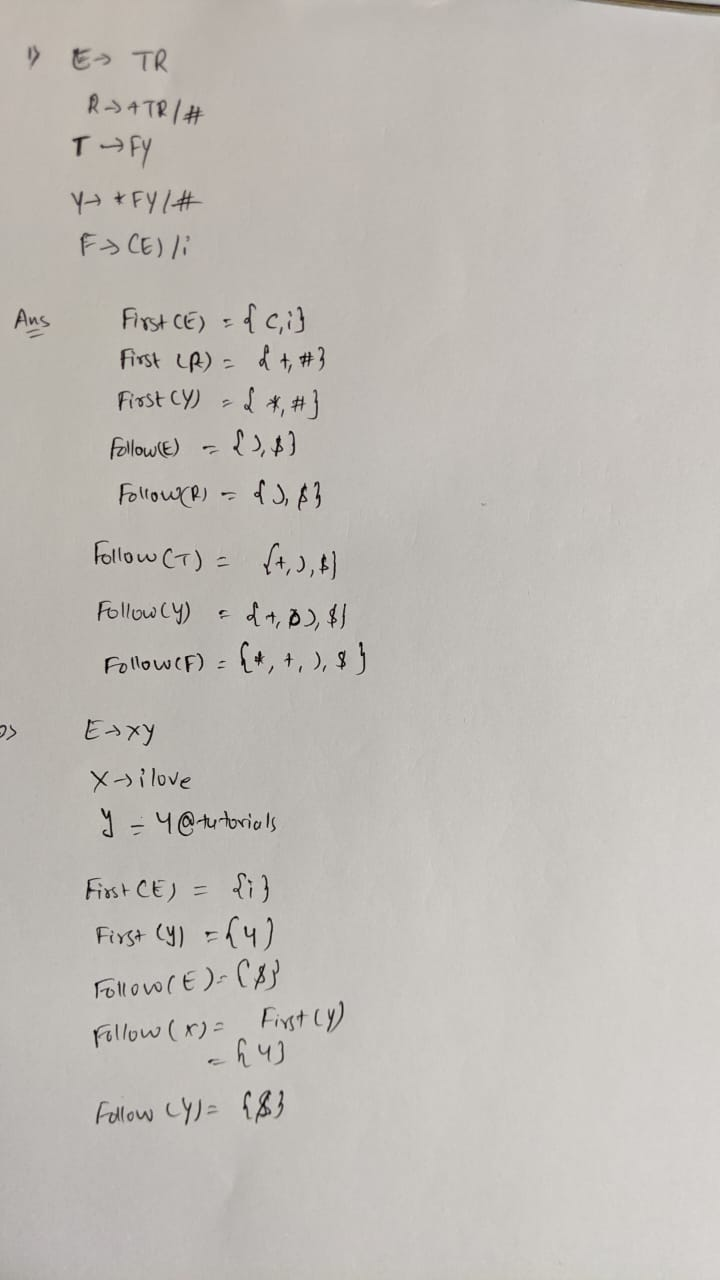 1) E → TR
R → +TR / #
T → FY
Y → *FY / #
F → (E) / i
Ans First (E) = { (, i }
First (R) = { +, # }
First (Y) = { *, # }
Follow(E) = { ), $ }
Follow(R) = { ), $ }
Follow (T) = { +, ), $ }
Follow(Y) = { +, ), $ }
Follow(F) = { *, +, ), $ }
E → XY
X → ilove
Y = 4@tutorials
First (E) = {i}
First (Y) = {4}
Follow(E) = {$}
Follow (X) = First (Y)
= {4}
Follow (Y) = {$}